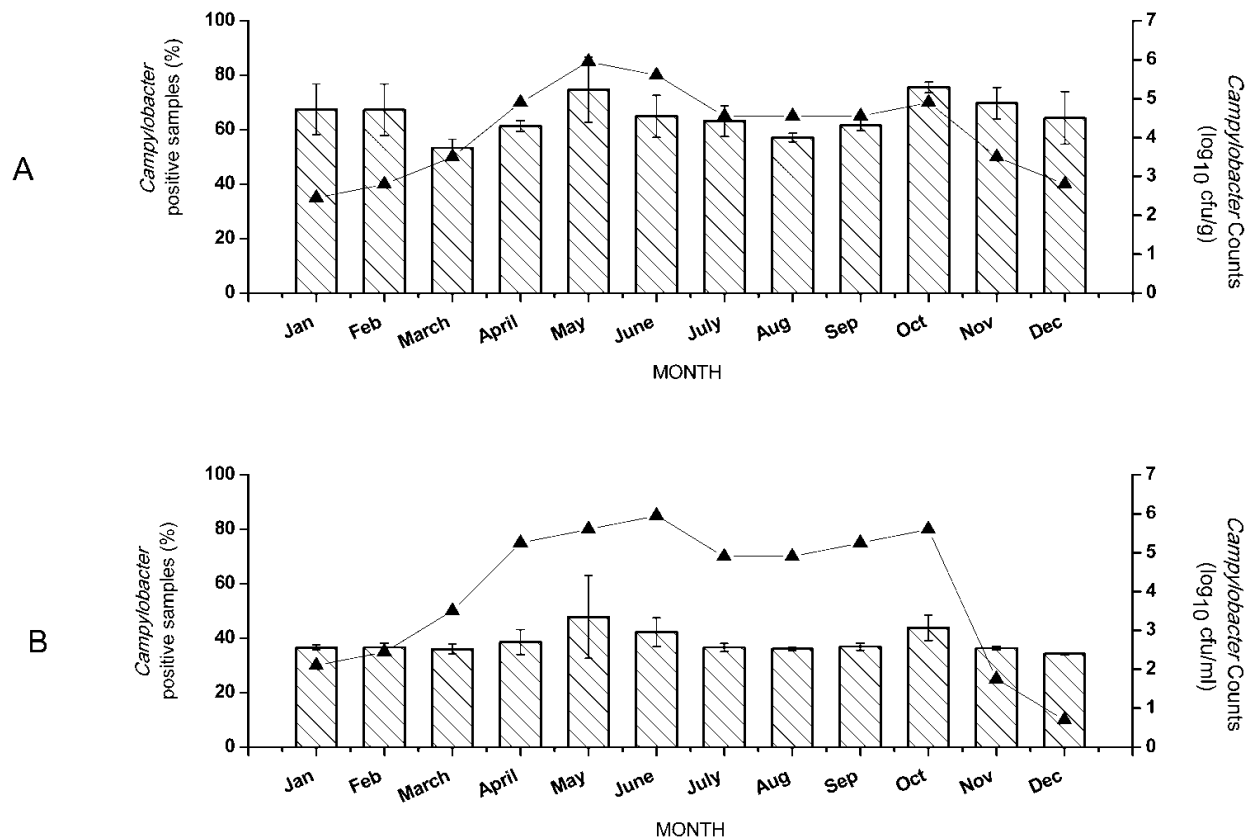 A
Campylobacter
positive samples (%)
100
80
60
40
20
0
7
6
5
4
3
2
1
0
Campylobacter Counts
(log10 cfu/g)
Jan Feb March April May June July Aug Sep Oct Nov Dec
MONTH
B
Campylobacter
positive samples (%)
100
80
60
40
20
0
7
6
5
4
3
2
1
0
Campylobacter Counts
(log10 cfu/ml)
Jan Feb March April May June July Aug Sep Oct Nov Dec
MONTH